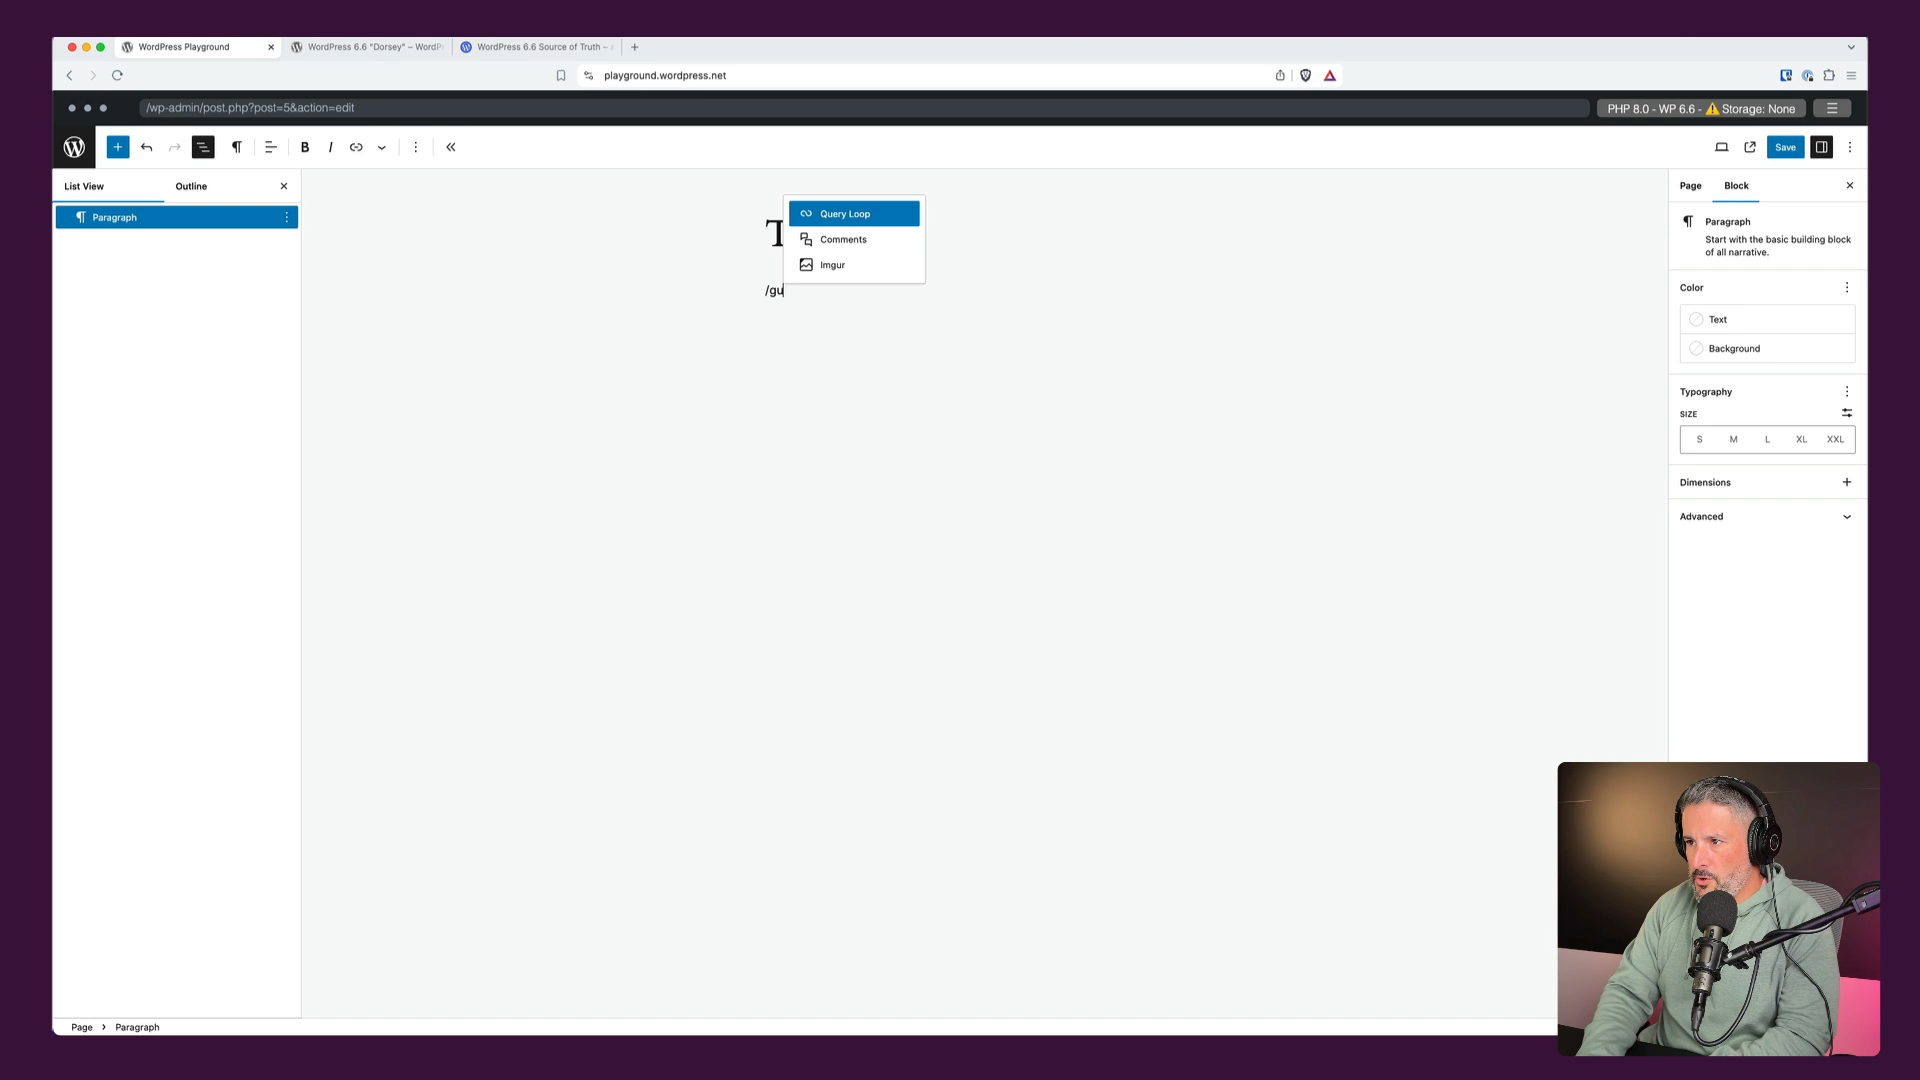 WordPress Playground
WordPress 6.6 "Dorsey" – WordP
WordPress 6.6 Source of Truth –
playground.wordpress.net
/wp-admin/post.php?post=5&action=edit
PHP 8.0 - WP 6.6 - ⚠️ Storage: None
B
I
Save
List View
Outline
Paragraph
T
Query Loop
Comments
Imgur
/gu
Page
Block
Paragraph
Start with the basic building block
of all narrative.
Color
Text
Background
Typography
SIZE
S M L XL XXL
Dimensions
Advanced
Page > Paragraph